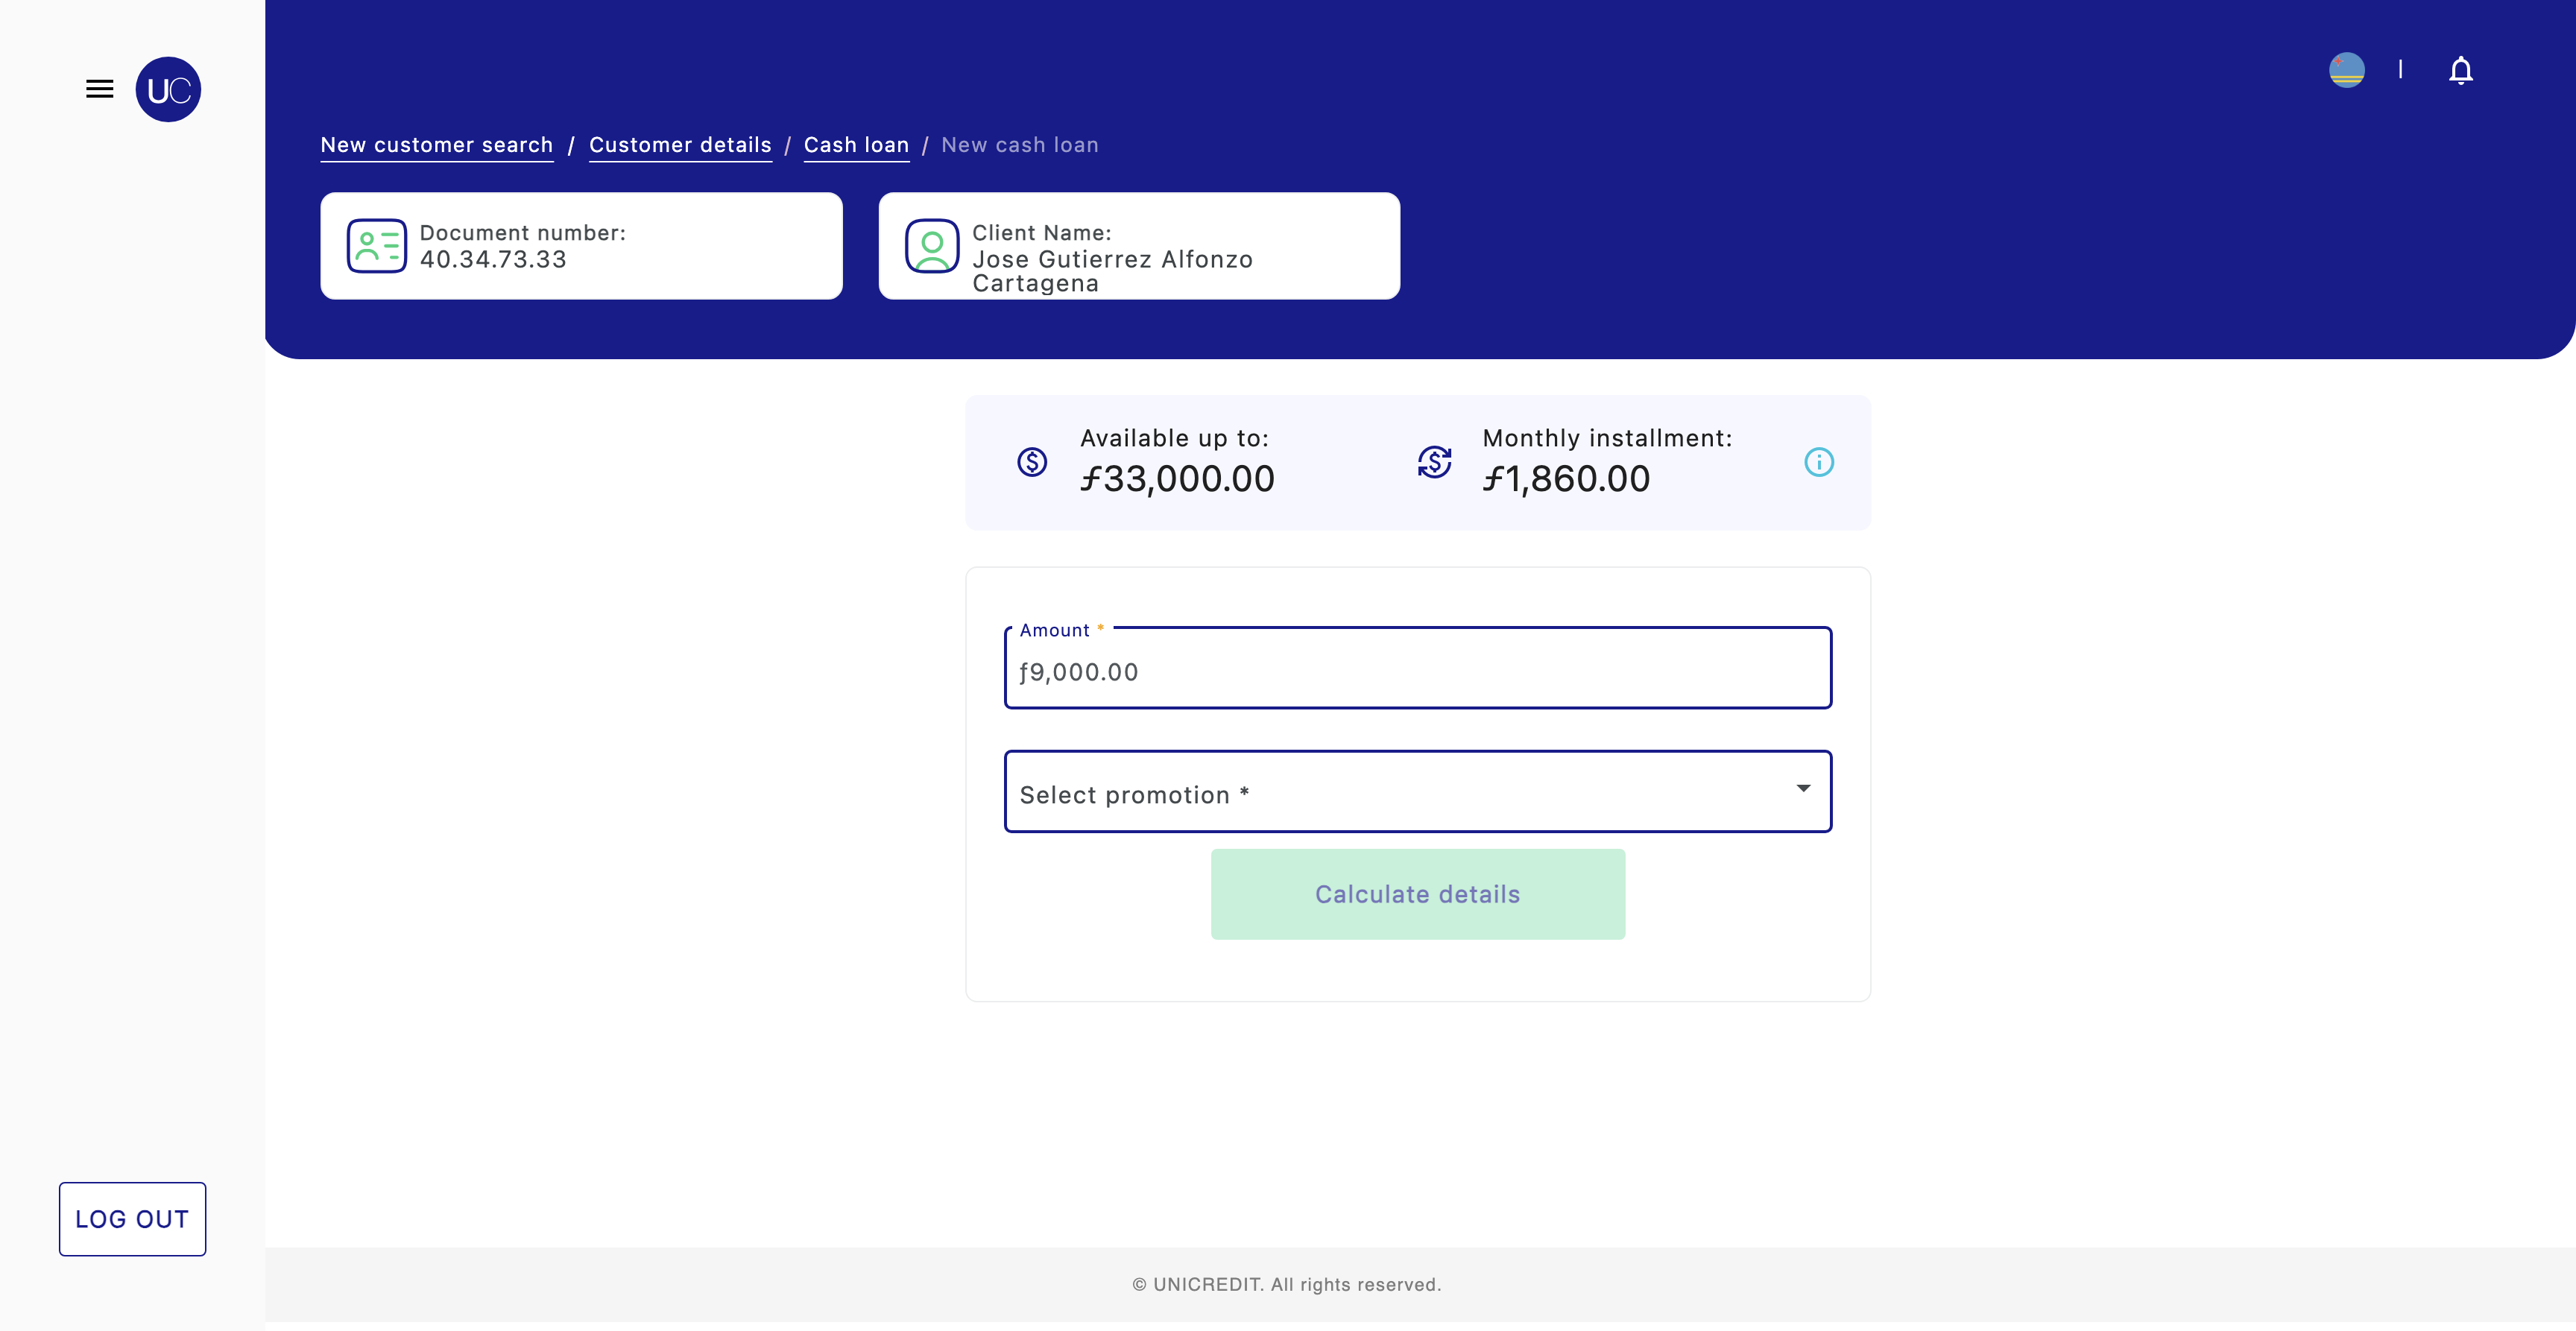 UC
New customer search / Customer details / Cash loan / New cash loan
Document number:
40.34.73.33
Client Name:
Jose Gutierrez Alfonzo
Cartagena
Available up to:
ƒ33,000.00
Monthly installment:
ƒ1,860.00
Amount *
ƒ9,000.00
Select promotion *
Calculate details
LOG OUT
© UNICREDIT. All rights reserved.